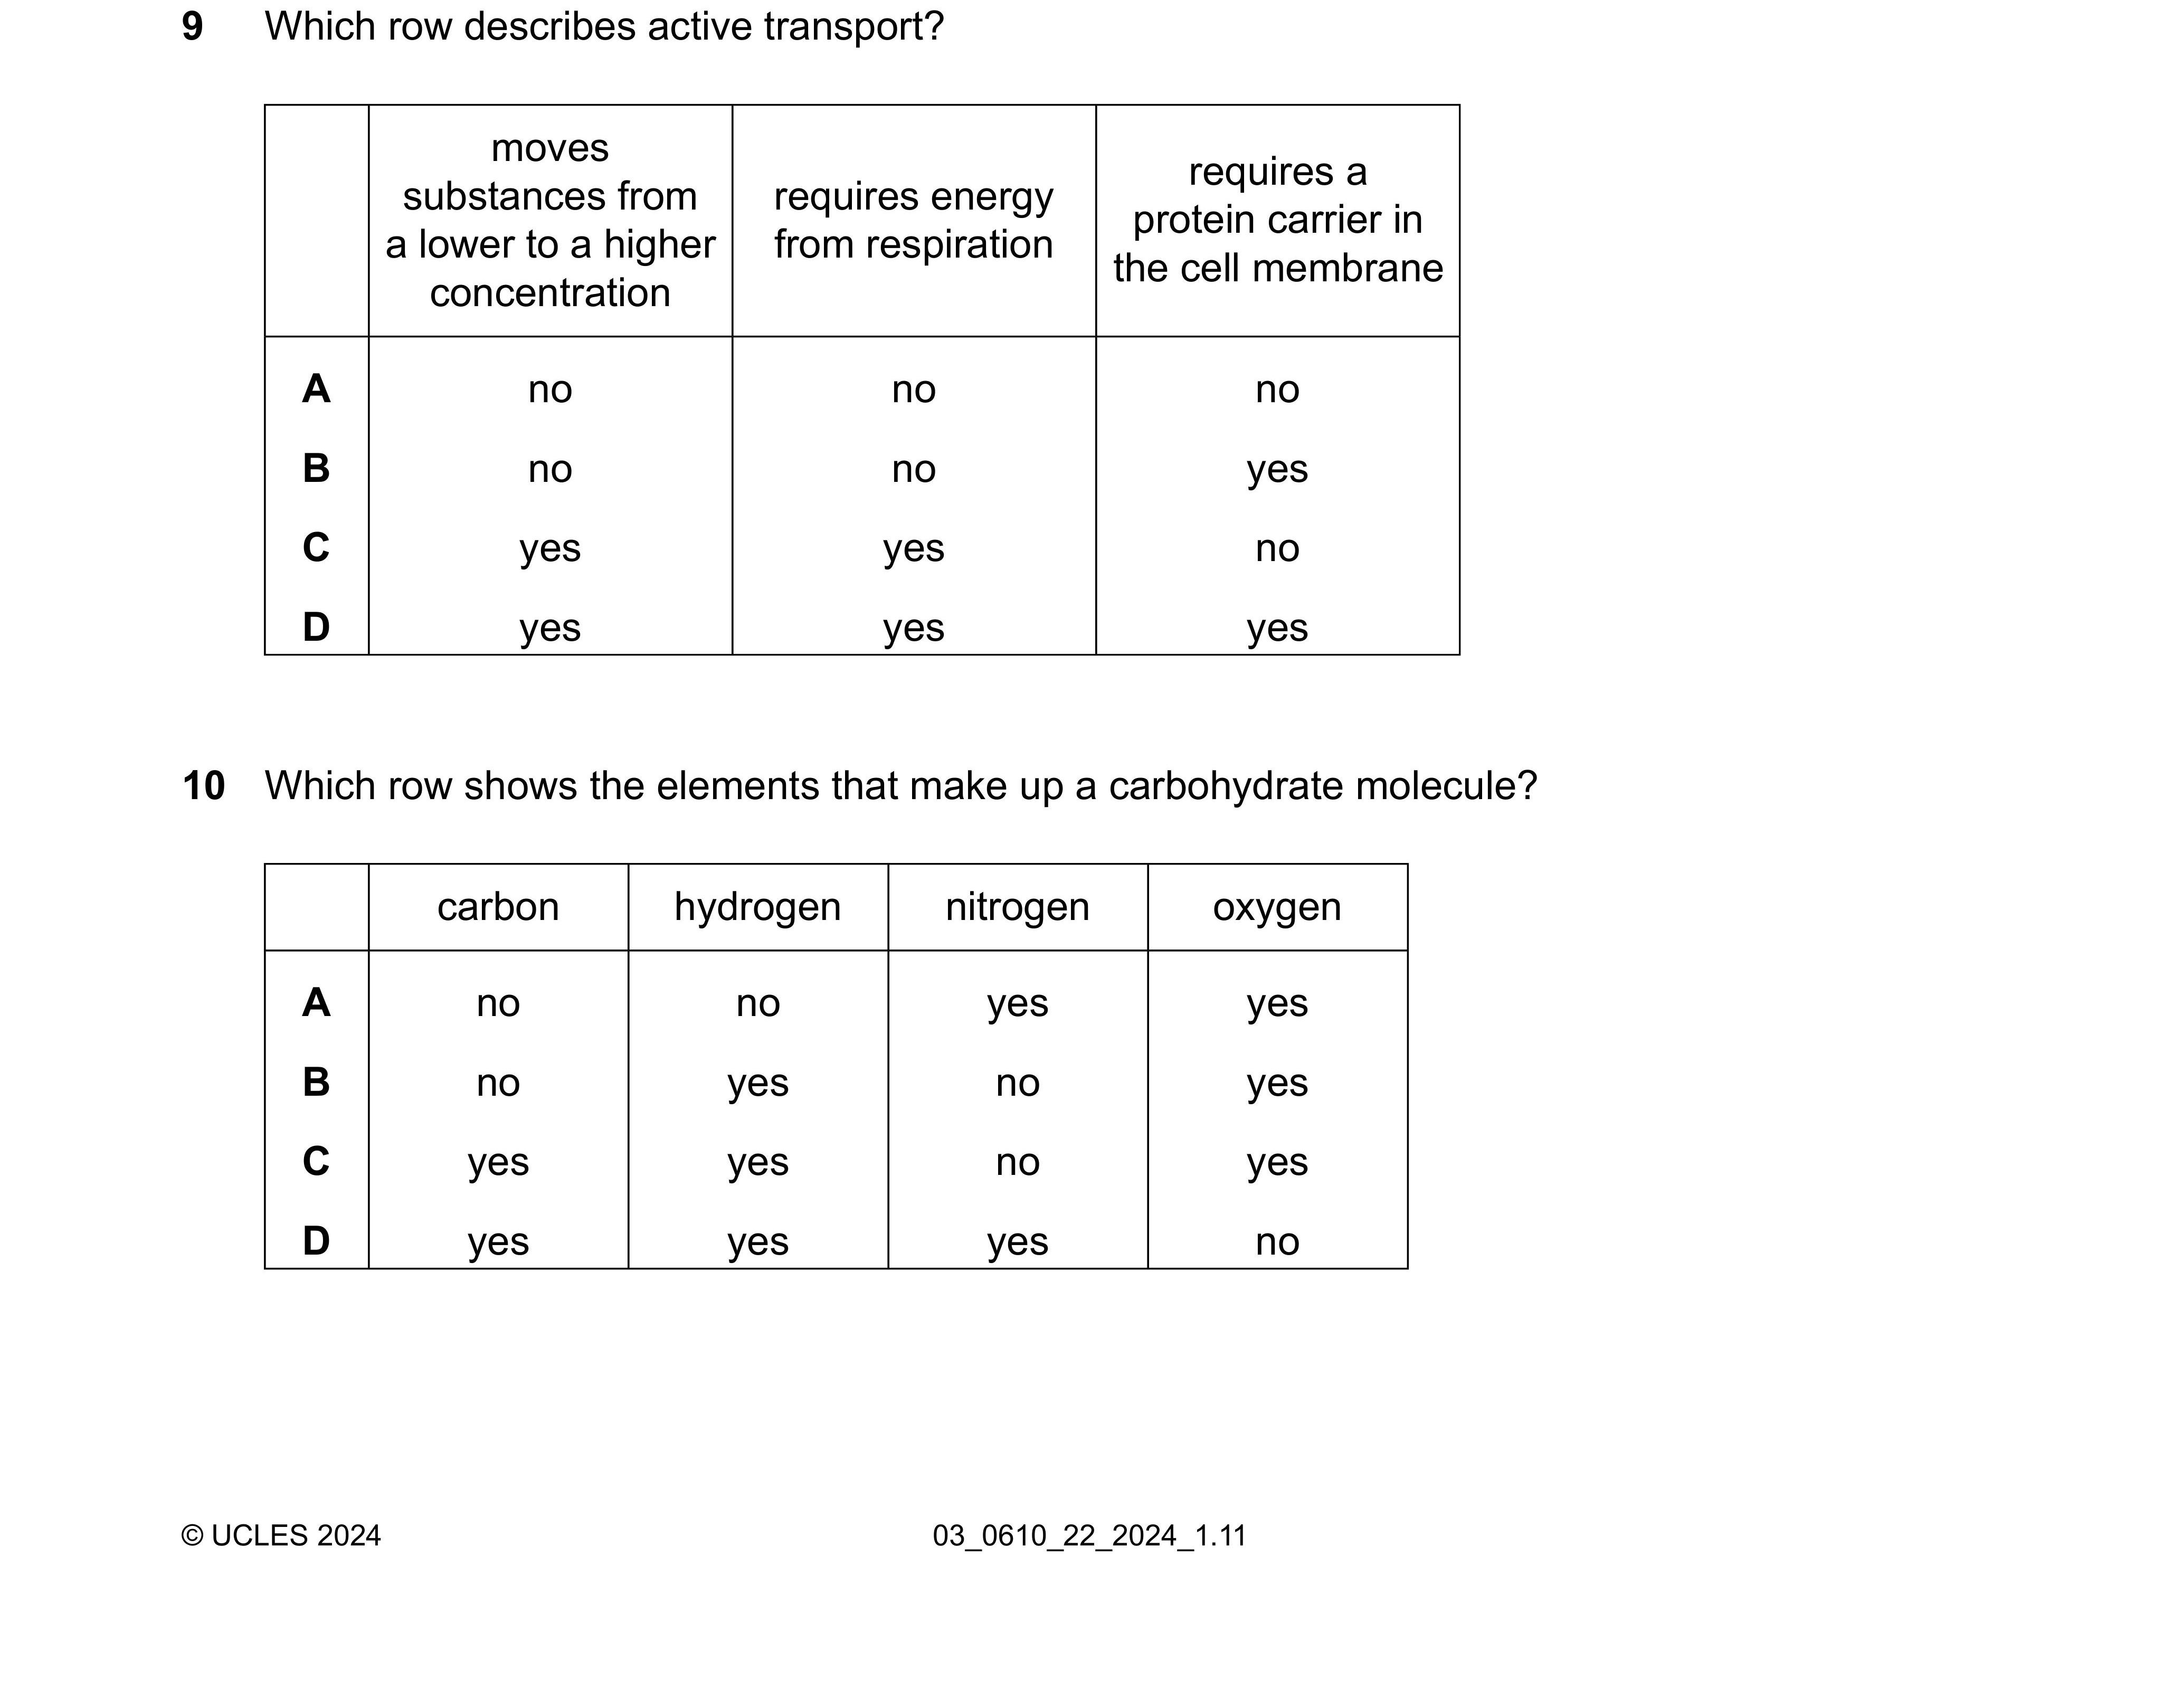 9 Which row describes active transport?
moves
substances from
a lower to a higher
concentration
requires energy
from respiration
requires a
protein carrier in
the cell membrane
A no no no
B no no yes
C yes yes no
D yes yes yes
10 Which row shows the elements that make up a carbohydrate molecule?
carbon hydrogen nitrogen oxygen
A no no yes yes
B no yes no yes
C yes yes no yes
D yes yes yes no
© UCLES 2024 03_0610_22_2024_1.11